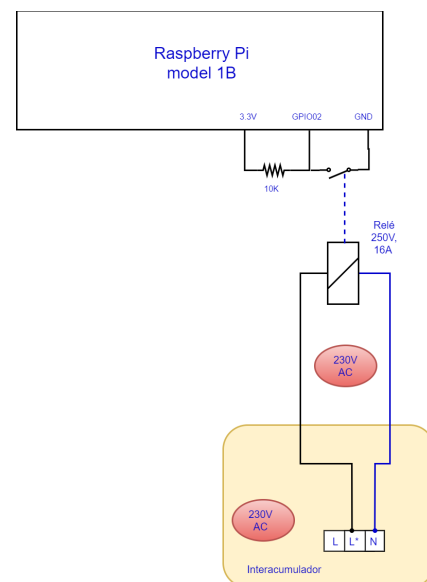 Raspberry Pi
model 1B
3.3V GPIO02 GND
10K
Relé
250V,
16A
230V
AC
230V
AC
L L* N
Interacumulador